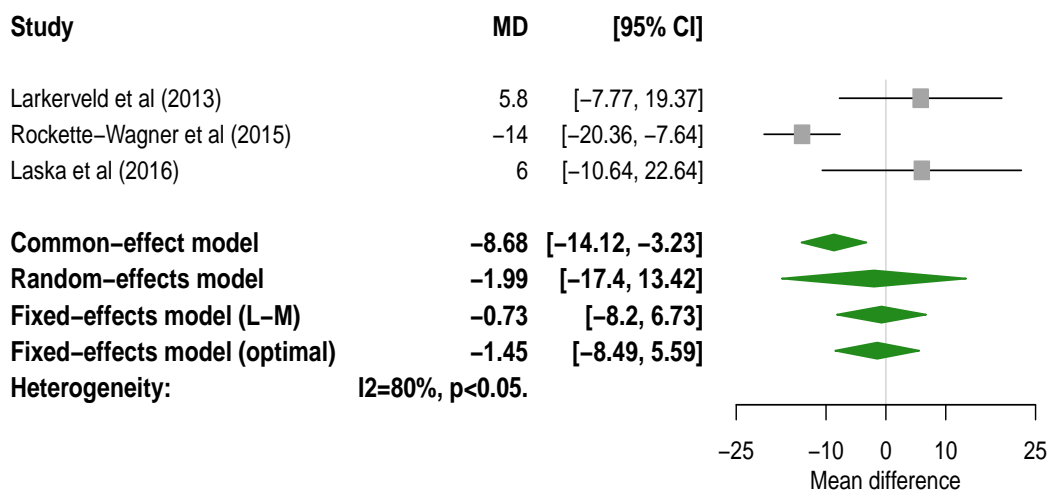 Study MD [95% CI]
Larkerveld et al (2013) 5.8 [−7.77, 19.37]
Rockette−Wagner et al (2015) −14 [−20.36, −7.64]
Laska et al (2016) 6 [−10.64, 22.64]
Common−effect model −8.68 [−14.12, −3.23]
Random−effects model −1.99 [−17.4, 13.42]
Fixed−effects model (L−M) −0.73 [−8.2, 6.73]
Fixed−effects model (optimal) −1.45 [−8.49, 5.59]
Heterogeneity: I2=80%, p<0.05.
−25 −10 0 10 25
Mean difference